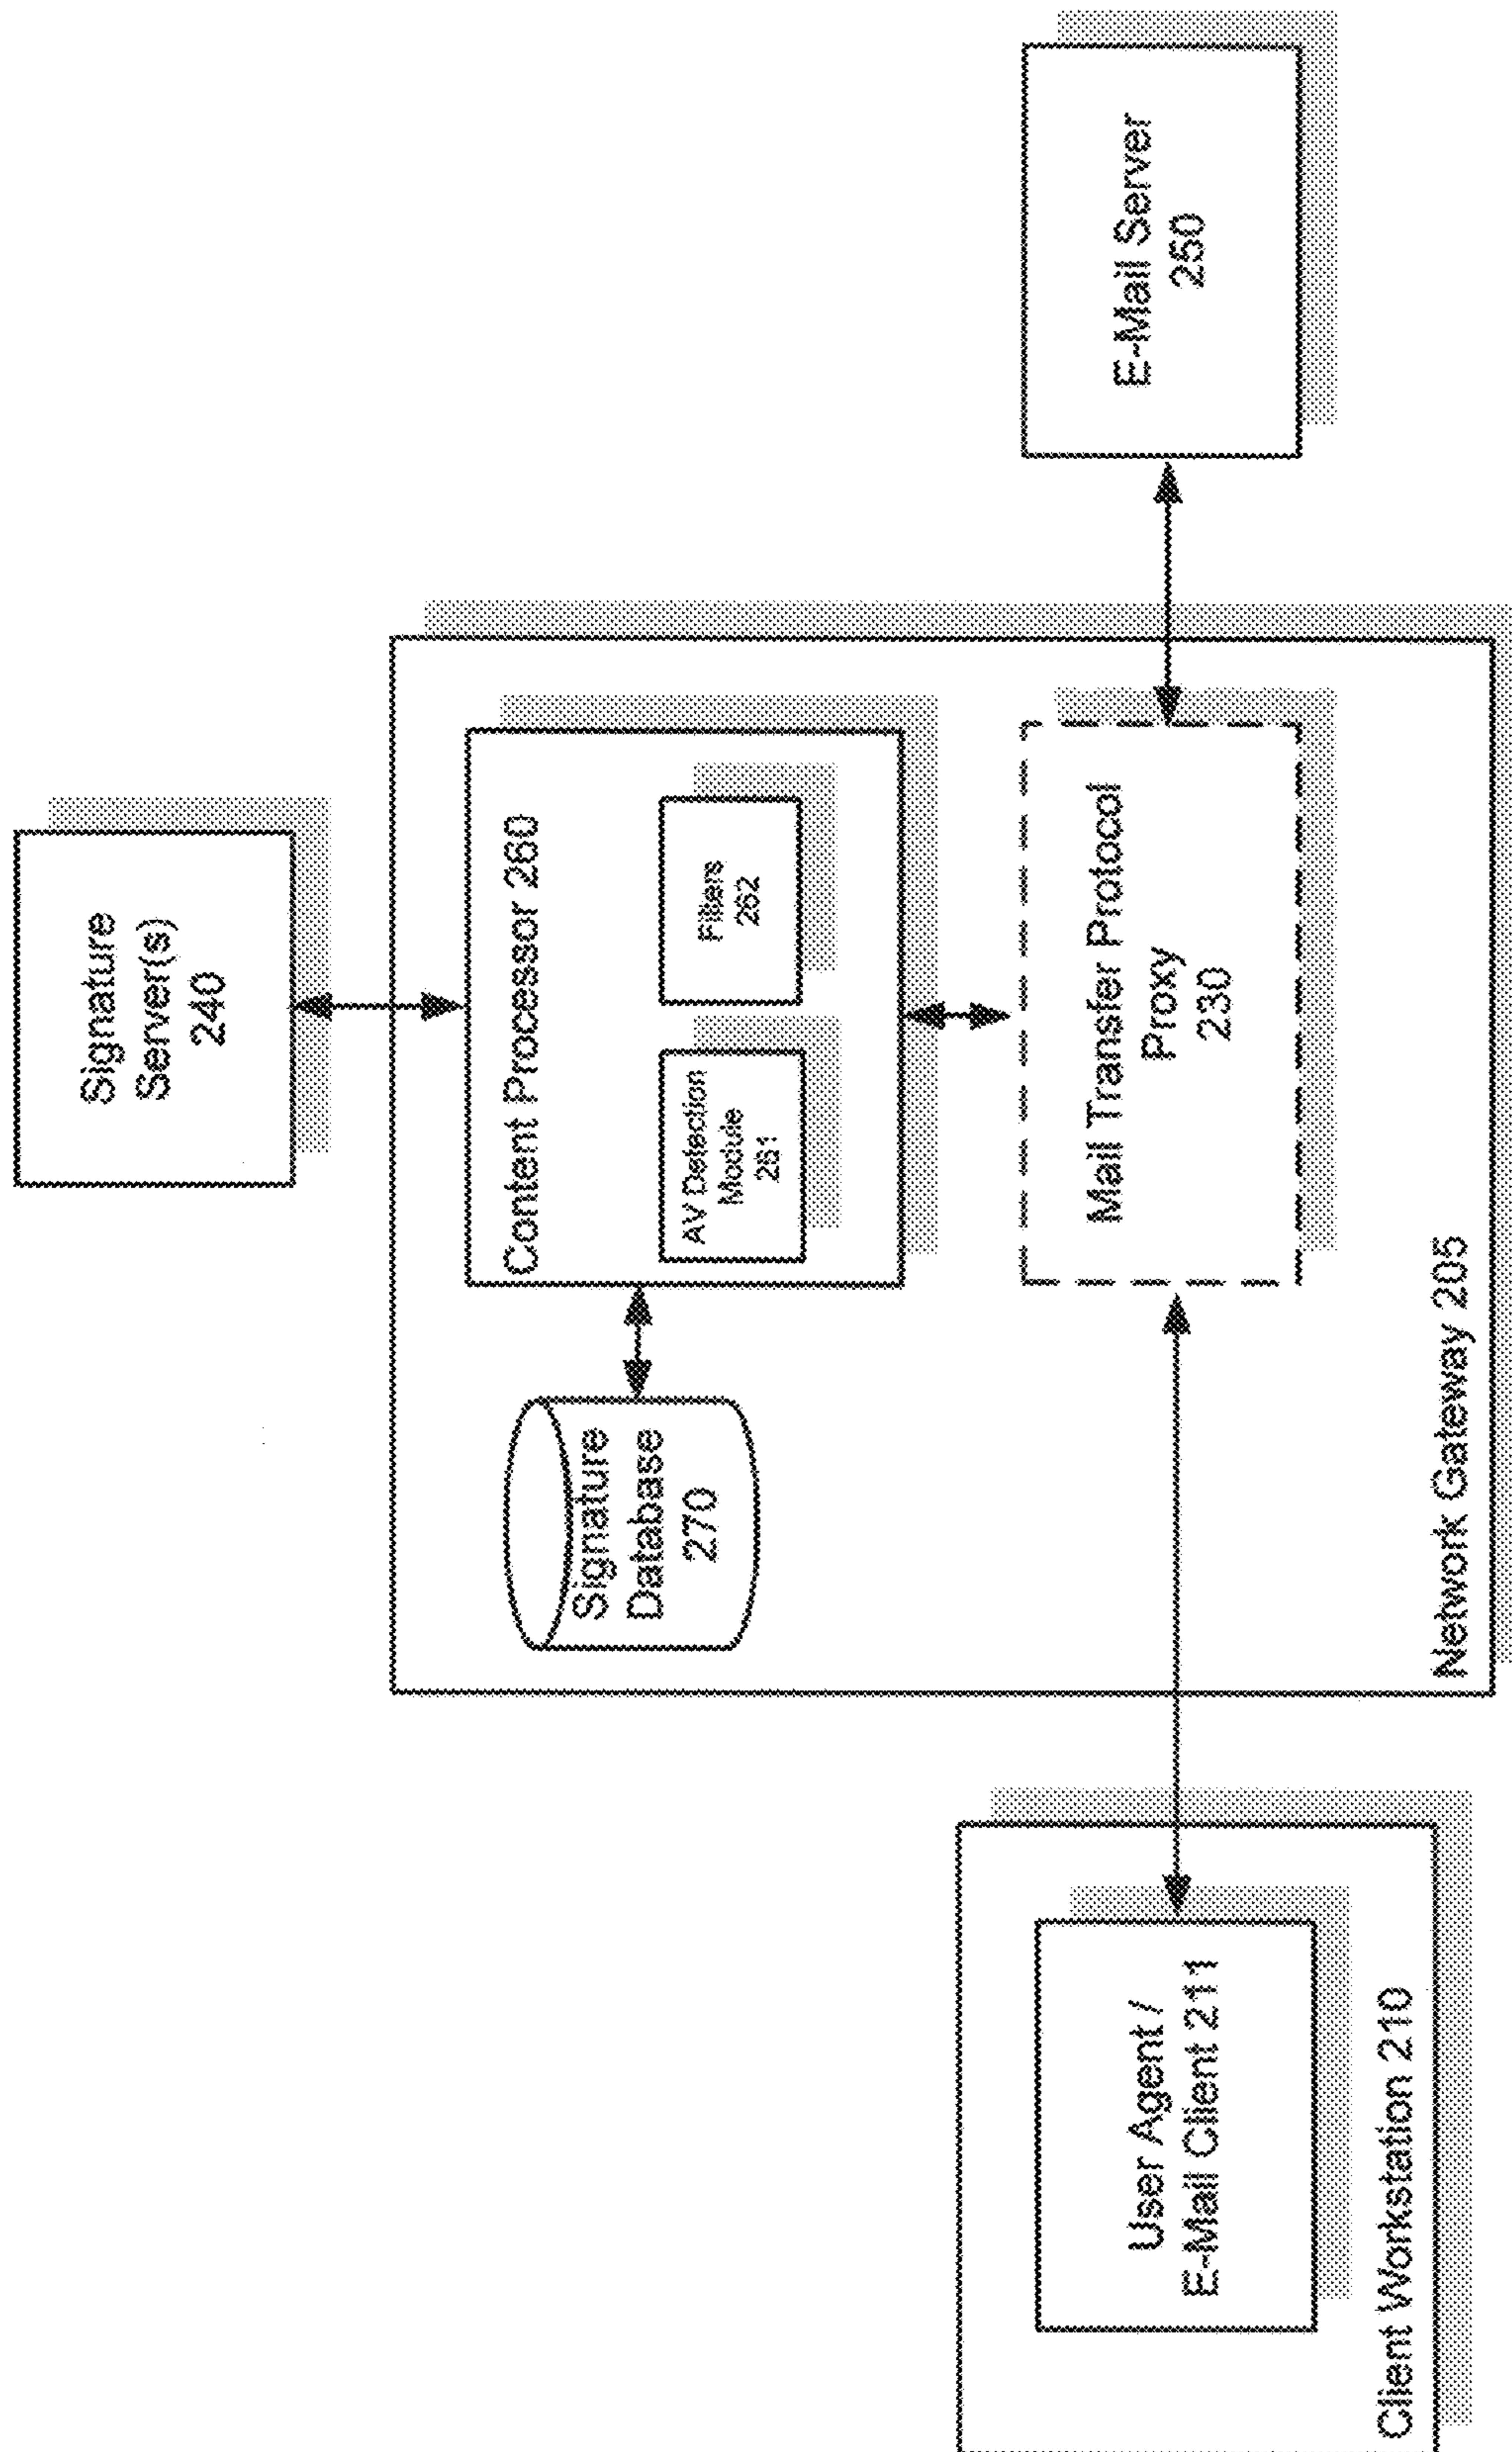 Signature
Server(s)
240
Content Processor 260
AV Detection
Module
261
Filters
262
Signature
Database
270
Mail Transfer Protocol
Proxy
230
E-Mail Server
250
Network Gateway 205
User Agent /
E-Mail Client 211
Client Workstation 210